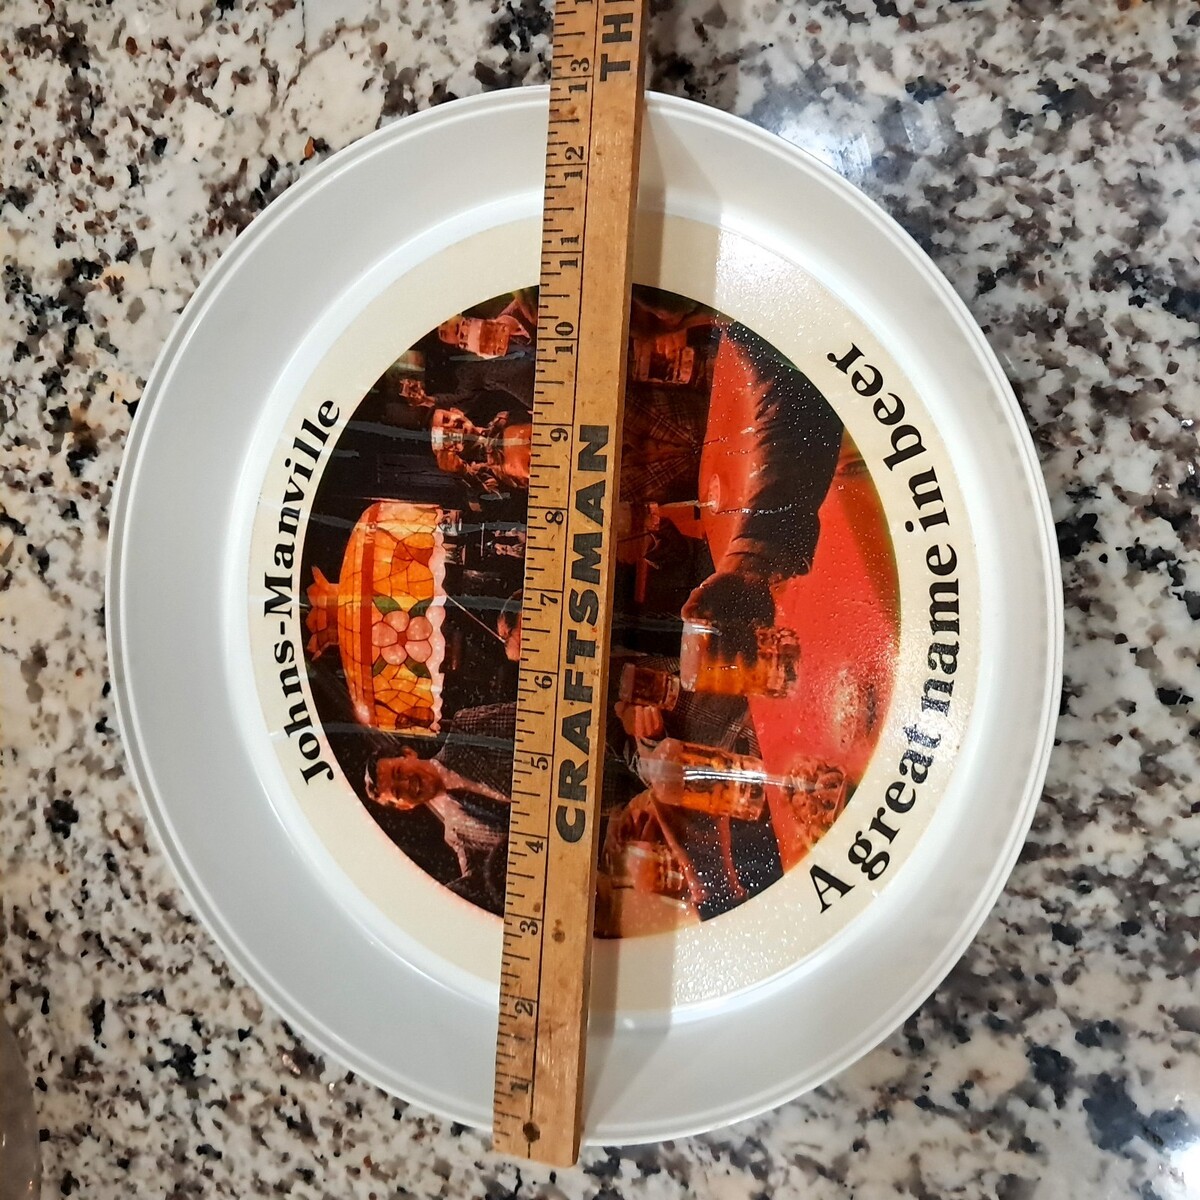 Johns-Manville
A great name in beer
CRAFTSMAN
1 2 3 4 5 6 7 8 9 10 11 12 13